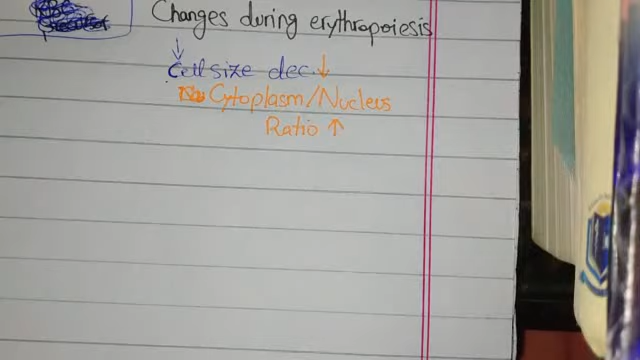 Changes during erythropoiesis
↓
Cell size dec. ↓
Cytoplasm/Nucleus
Ratio ↑